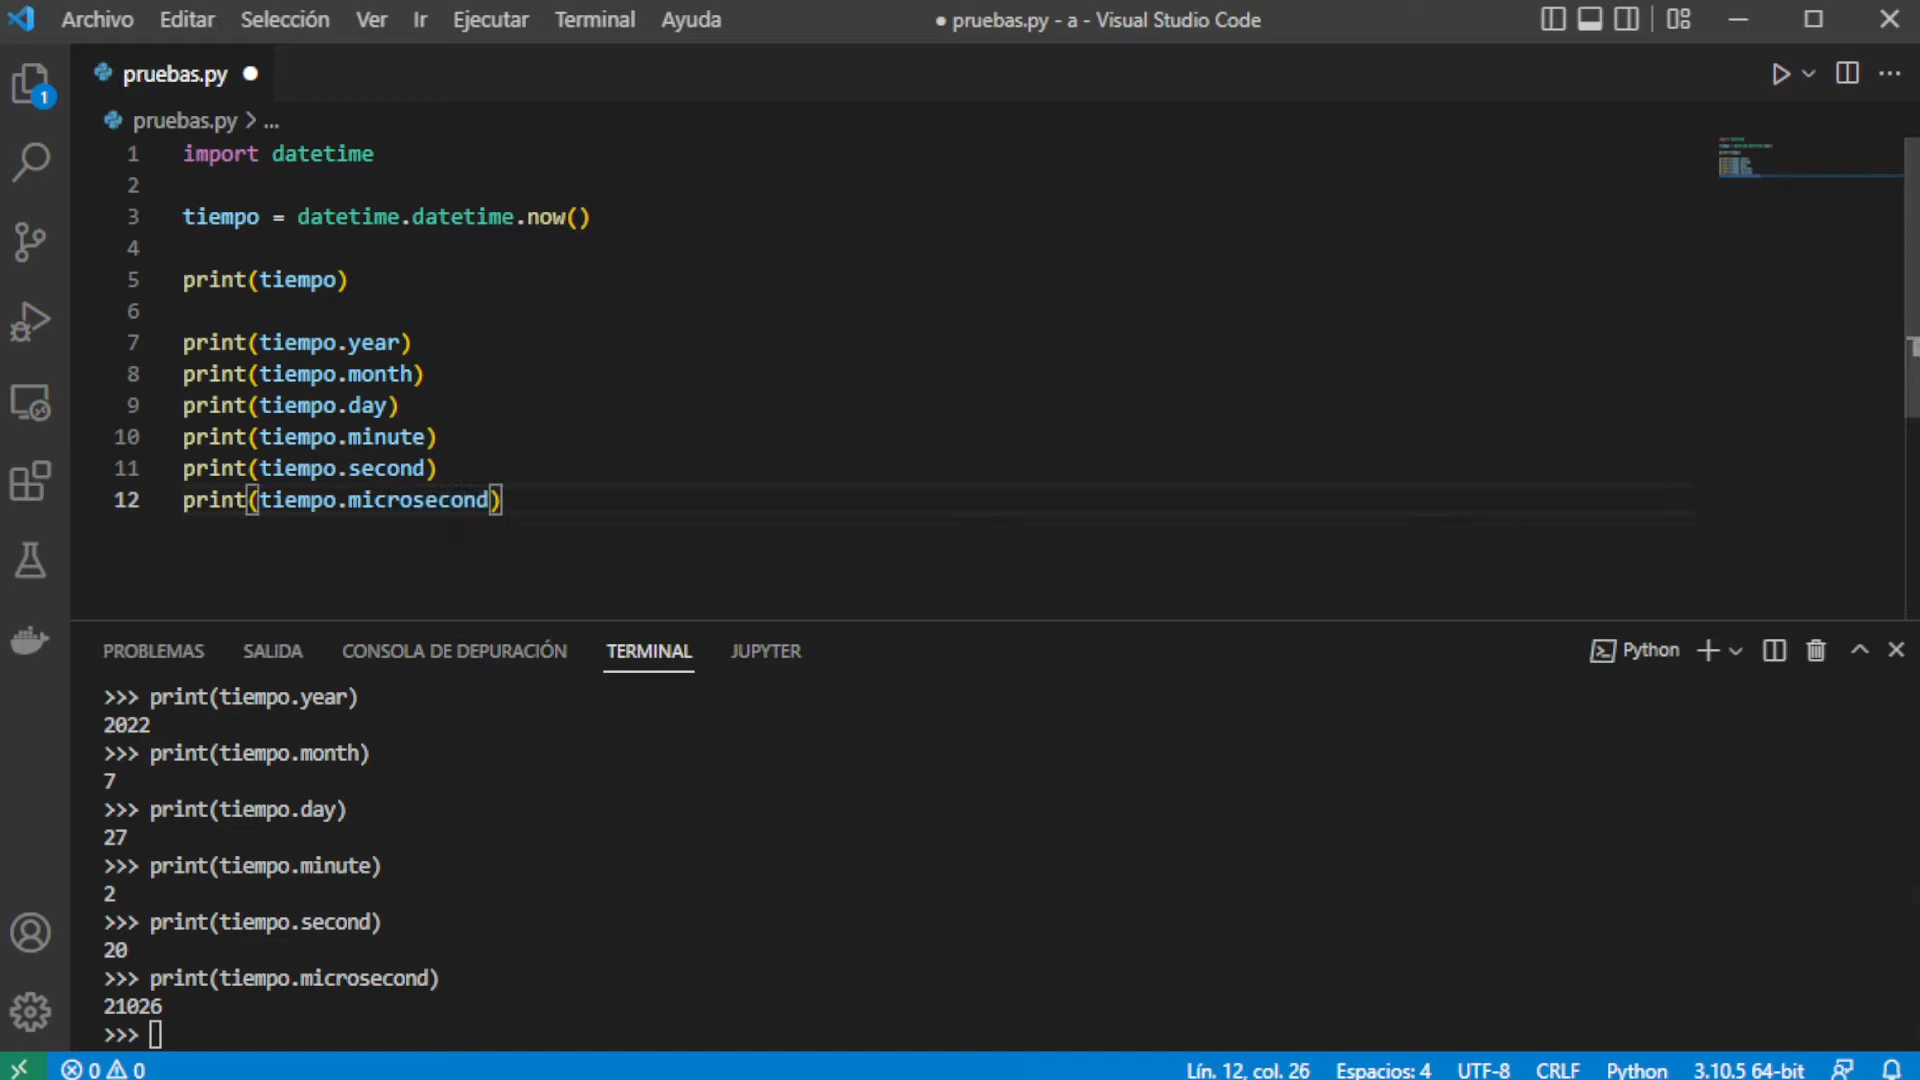 Archivo Editar Selección Ver Ir Ejecutar Terminal Ayuda
● pruebas.py - a - Visual Studio Code
pruebas.py ●
1
pruebas.py > ...
1 import datetime
2
3 tiempo = datetime.datetime.now()
4
5 print(tiempo)
6
7 print(tiempo.year)
8 print(tiempo.month)
9 print(tiempo.day)
10 print(tiempo.minute)
11 print(tiempo.second)
12 print(tiempo.microsecond)
PROBLEMAS SALIDA CONSOLA DE DEPURACIÓN TERMINAL JUPYTER
Python
>>> print(tiempo.year)
2022
>>> print(tiempo.month)
7
>>> print(tiempo.day)
27
>>> print(tiempo.minute)
2
>>> print(tiempo.second)
20
>>> print(tiempo.microsecond)
21026
>>>
0 0 Lín. 12, col. 26 Espacios: 4 UTF-8 CRLF Python 3.10.5 64-bit